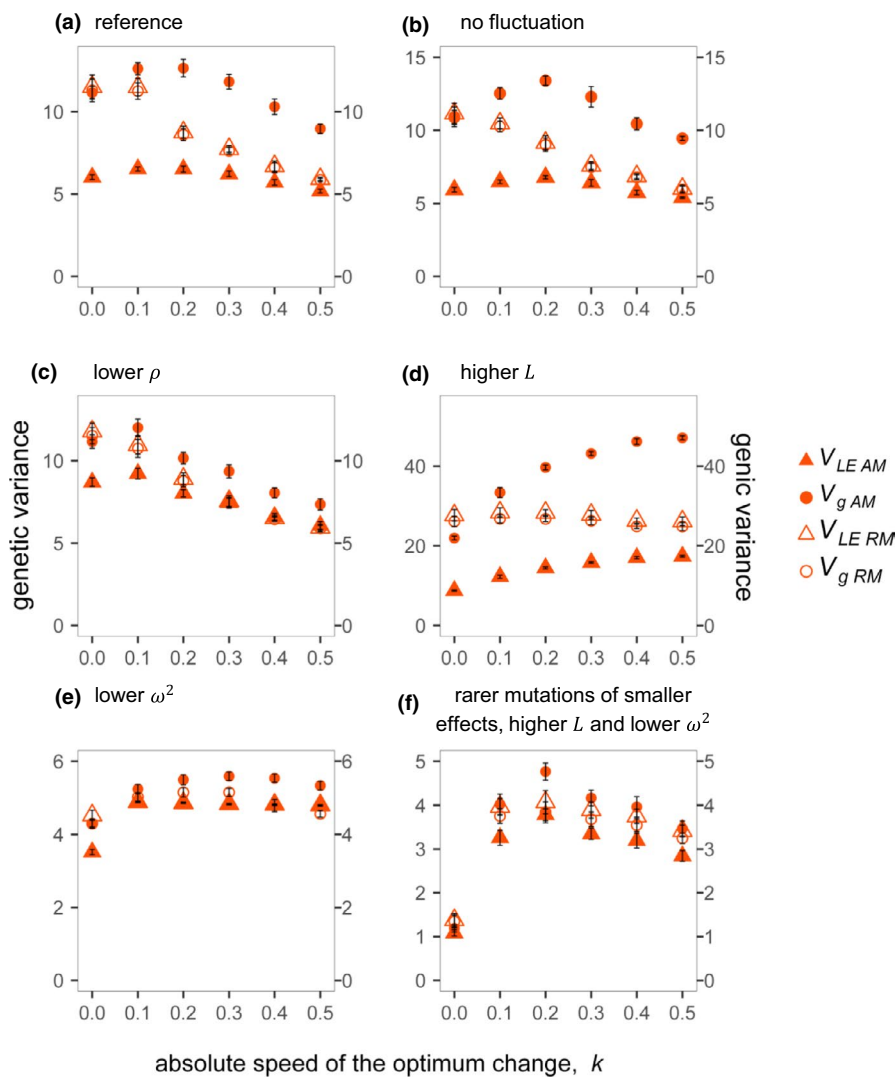 (a) reference
(b) no fluctuation
10
5
0
10
5
0
0.0 0.1 0.2 0.3 0.4 0.5
15
10
5
0
15
10
5
0
0.0 0.1 0.2 0.3 0.4 0.5
(c) lower ρ
(d) higher L
10
5
0
10
5
0
0.0 0.1 0.2 0.3 0.4 0.5
40
20
0
40
20
0
0.0 0.1 0.2 0.3 0.4 0.5
genetic variance
genic variance
V LE AM
V g AM
V LE RM
V g RM
(e) lower ω²
(f) rarer mutations of smaller
effects, higher L and lower ω²
6
4
2
0
6
4
2
0
0.0 0.1 0.2 0.3 0.4 0.5
5
4
3
2
1
0
5
4
3
2
1
0
0.0 0.1 0.2 0.3 0.4 0.5
absolute speed of the optimum change, k